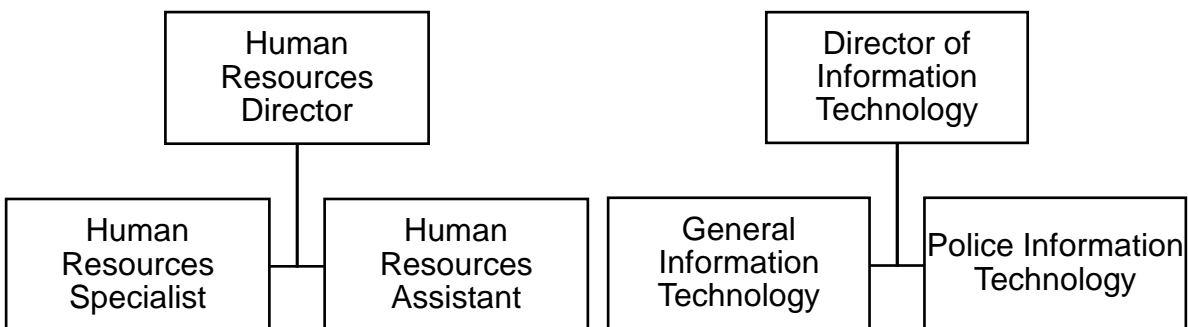 Human
Resources
Director
Director of
Information
Technology
Human
Resources
Specialist
Human
Resources
Assistant
General
Information
Technology
Police Information
Technology